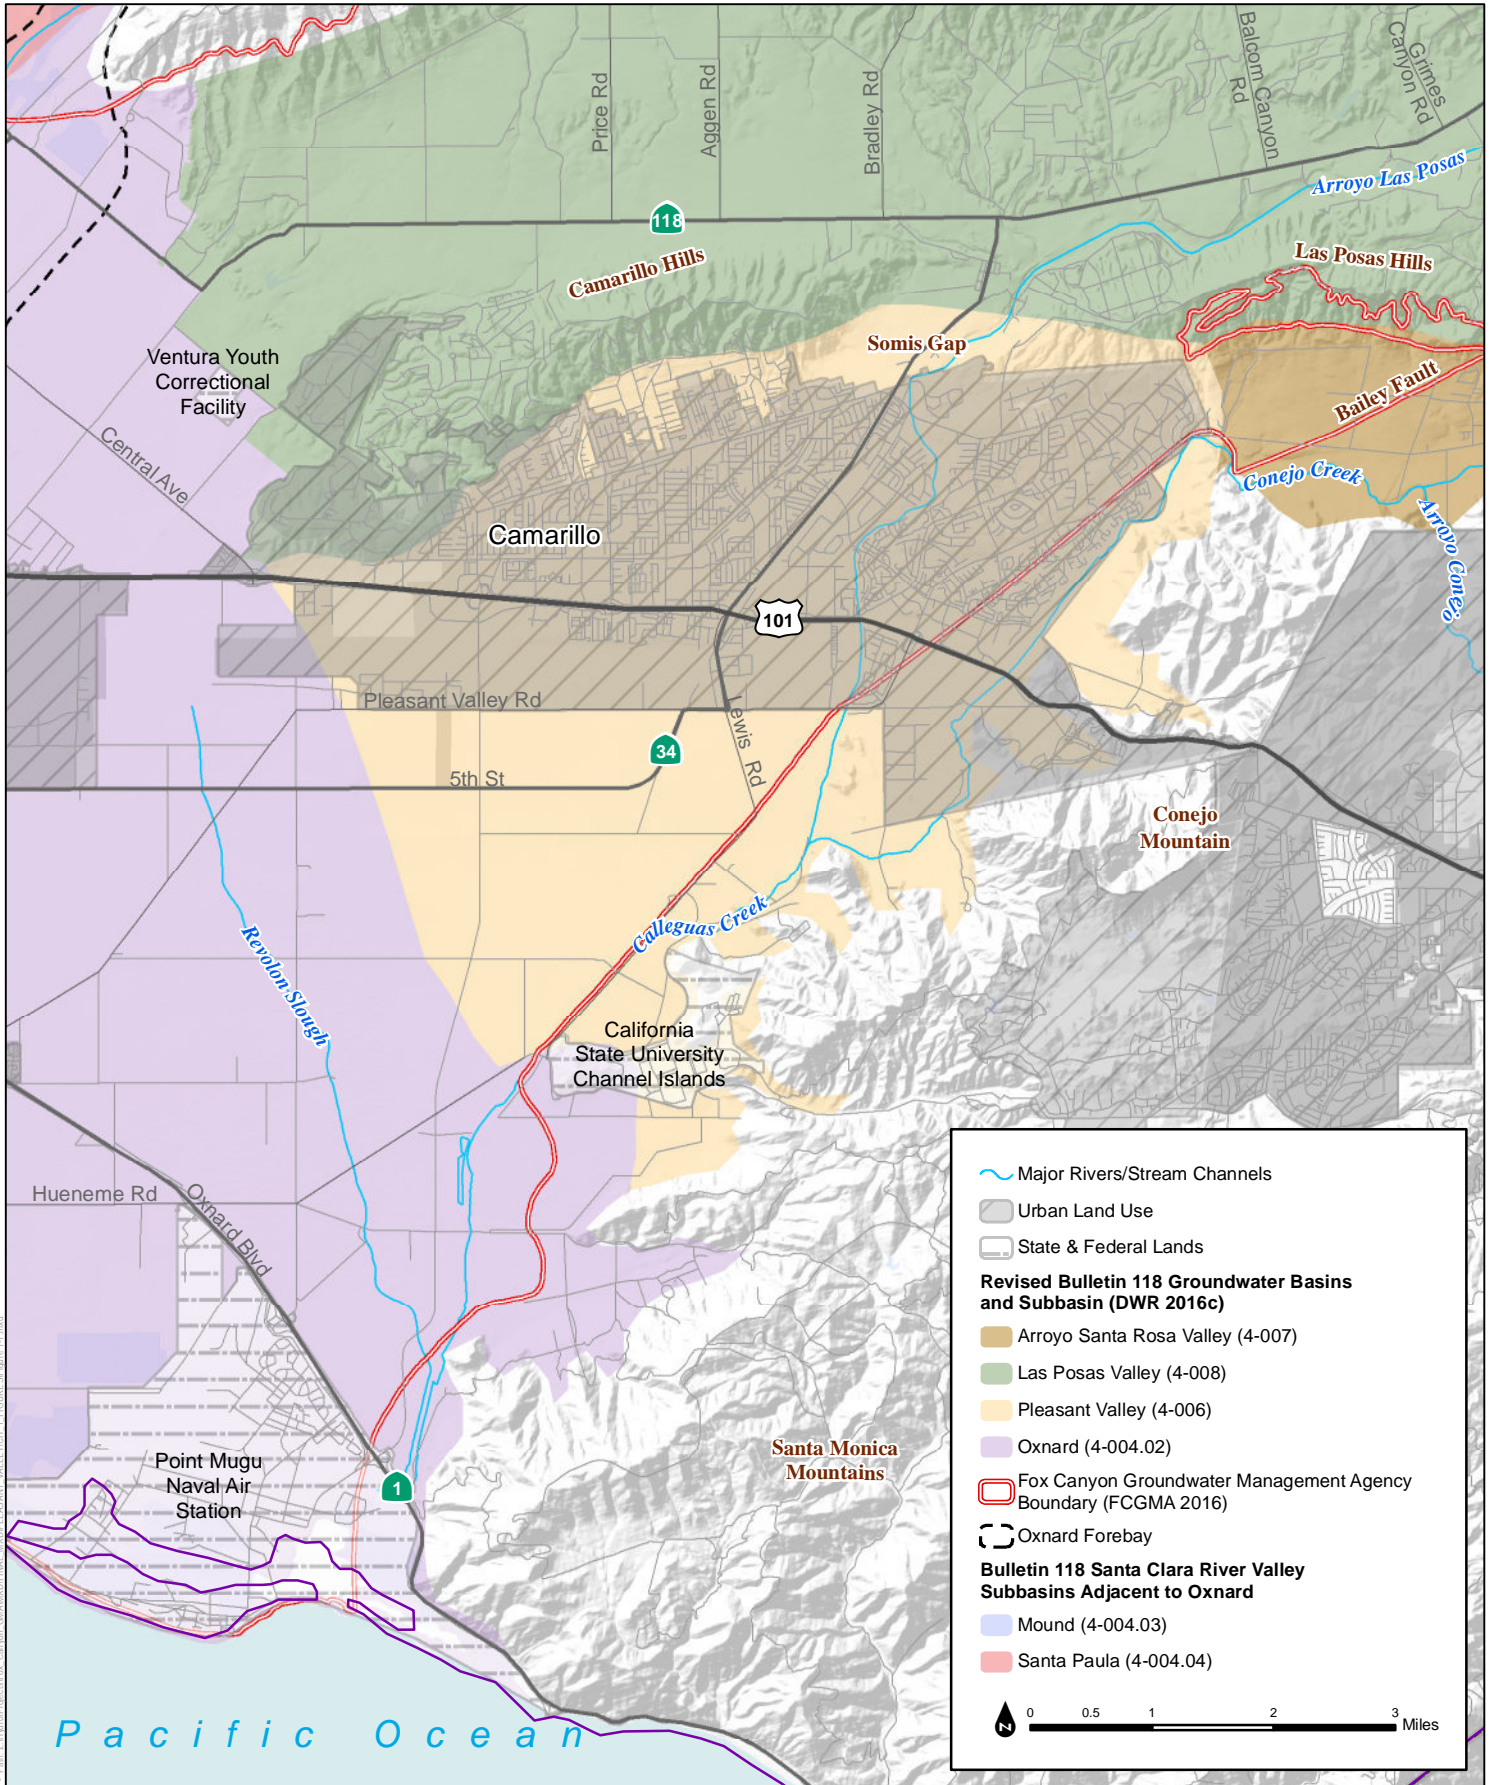 Price Rd
Aggen Rd
Bradley Rd
Balcom Canyon
Rd
Grimes
Canyon Rd
Arroyo Las Posas
118
Camarillo Hills
Las Posas Hills
Somis Gap
Ventura Youth
Correctional
Facility
Bailey Fault
Central Ave
Conejo Creek
Arroyo Conejo
Camarillo
101
Pleasant Valley Rd
Lewis Rd
34
5th St
Conejo
Mountain
Calleguas Creek
Revolon Slough
California
State University
Channel Islands
Hueneme Rd
Oxnard Blvd
Point Mugu
Naval Air
Station
1
Santa Monica
Mountains
Pacific Ocean
Major Rivers/Stream Channels
Urban Land Use
State & Federal Lands
Revised Bulletin 118 Groundwater Basins
and Subbasin (DWR 2016c)
Arroyo Santa Rosa Valley (4-007)
Las Posas Valley (4-008)
Pleasant Valley (4-006)
Oxnard (4-004.02)
Fox Canyon Groundwater Management Agency
Boundary (FCGMA 2016)
Oxnard Forebay
Bulletin 118 Santa Clara River Valley
Subbasins Adjacent to Oxnard
Mound (4-004.03)
Santa Paula (4-004.04)
N
0 0.5 1 2 3
Miles